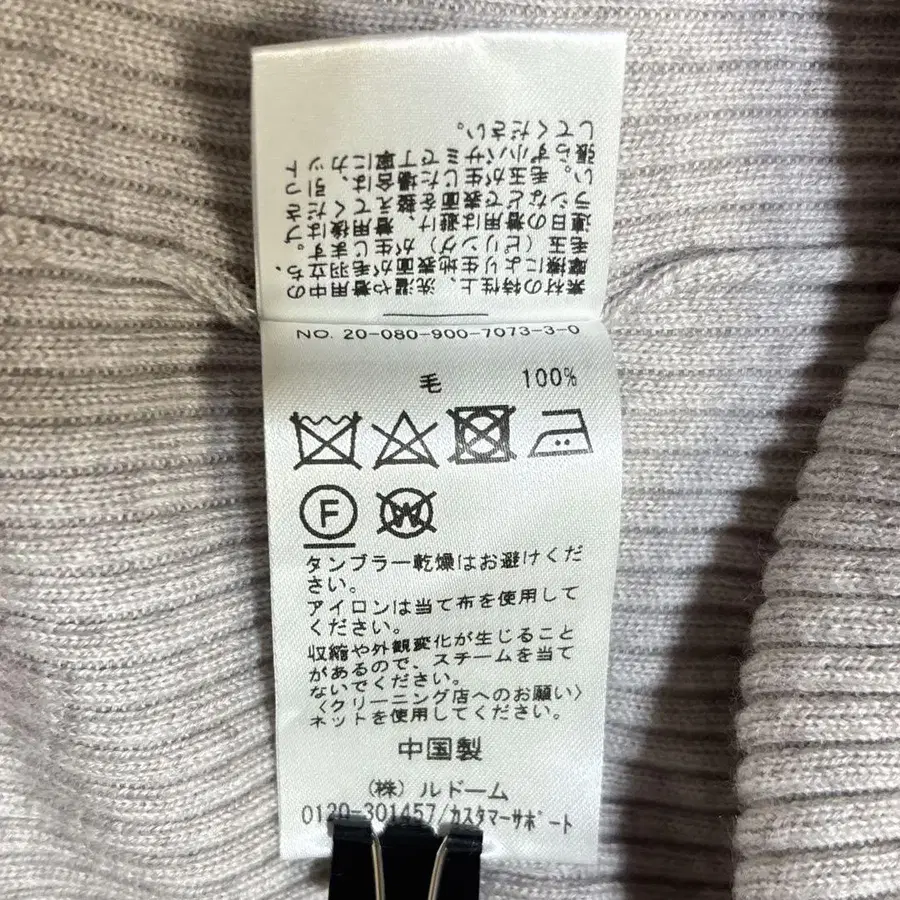 素材の特性上、洗濯や着用中の
摩擦により生地表面が毛羽立ち、
毛玉(ピリング)が生じます。
連日の着用は避け、着用後はブ
ラシなどで表面を整えてくださ
い。毛玉が生じた場合は、引っ
張らず小バサミで丁寧にカット
してください。
NO. 20-080-900-7073-3-0
毛 100%
F W
タンブラー乾燥はお避けくだ
さい。
アイロンは当て布を使用して
ください。
収縮や外観変化が生じること
があるので、スチームを当て
ないでください。
〈クリーニング店へのお願い〉
ネットを使用してください。
中国製
(株) ルドーム
0120-301457/カスタマーサポート